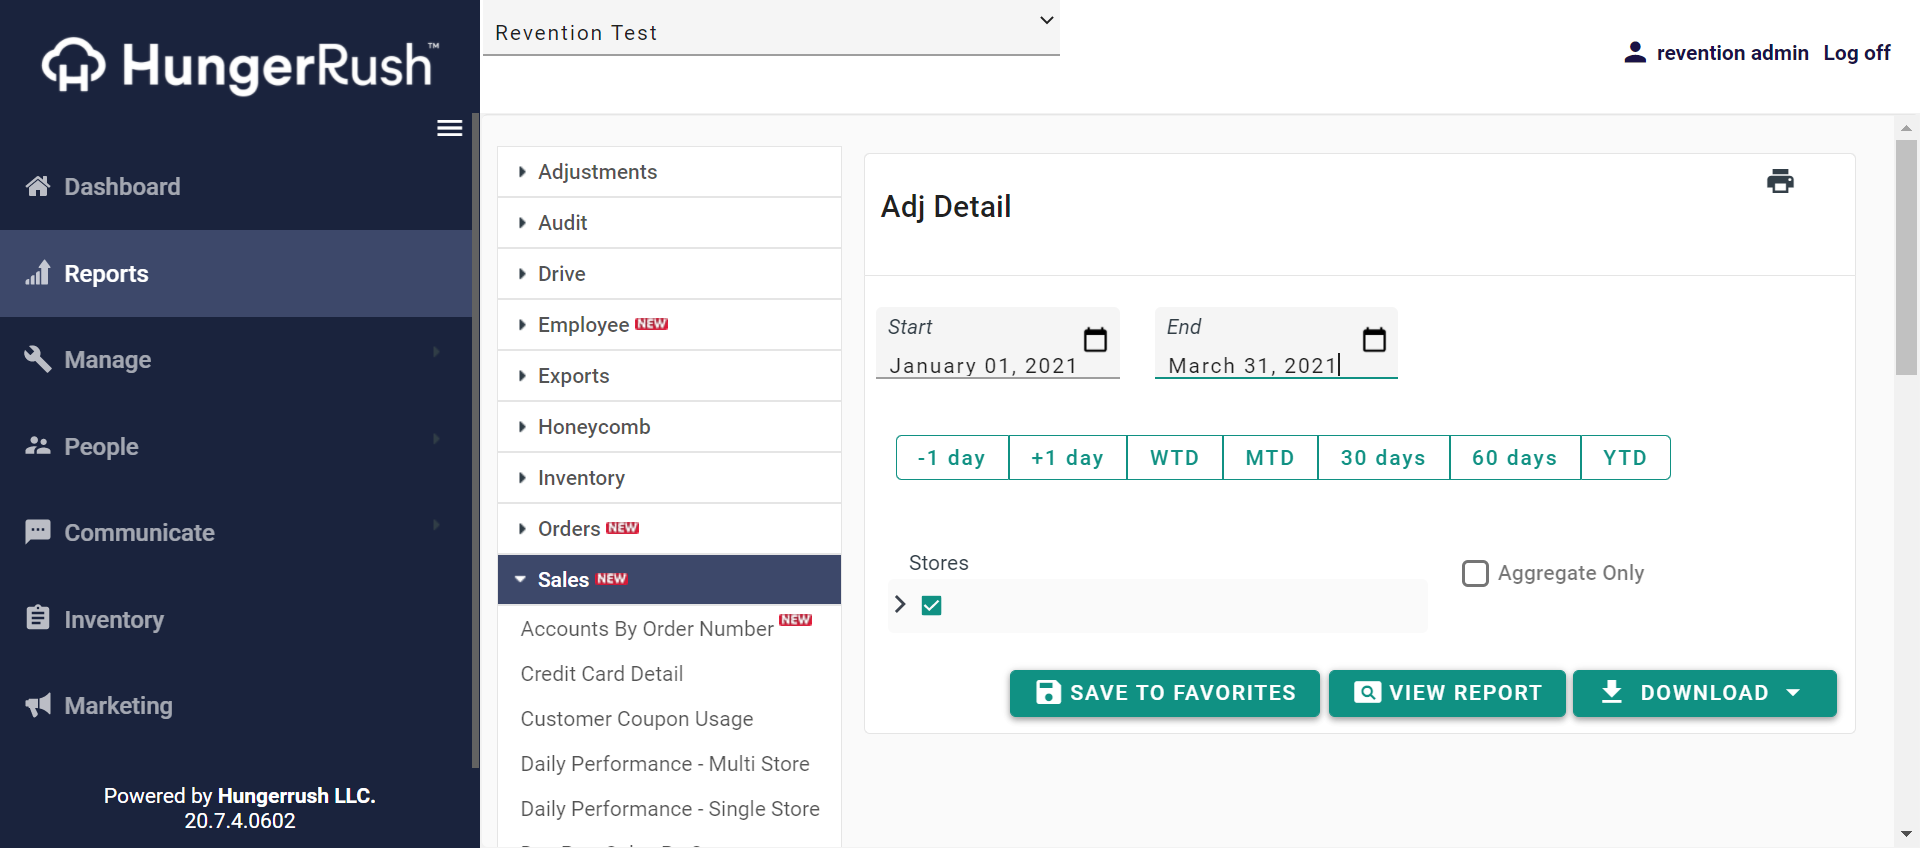 HungerRush™
Revention Test
revention admin Log off
Dashboard
Reports
Manage
People
Communicate
Inventory
Marketing
Powered by Hungerrush LLC.
20.7.4.0602
Adjustments
Audit
Drive
Employee NEW
Exports
Honeycomb
Inventory
Orders NEW
Sales NEW
Accounts By Order Number NEW
Credit Card Detail
Customer Coupon Usage
Daily Performance - Multi Store
Daily Performance - Single Store
Adj Detail
Start
January 01, 2021
End
March 31, 2021
-1 day +1 day WTD MTD 30 days 60 days YTD
Stores
Aggregate Only
SAVE TO FAVORITES VIEW REPORT DOWNLOAD